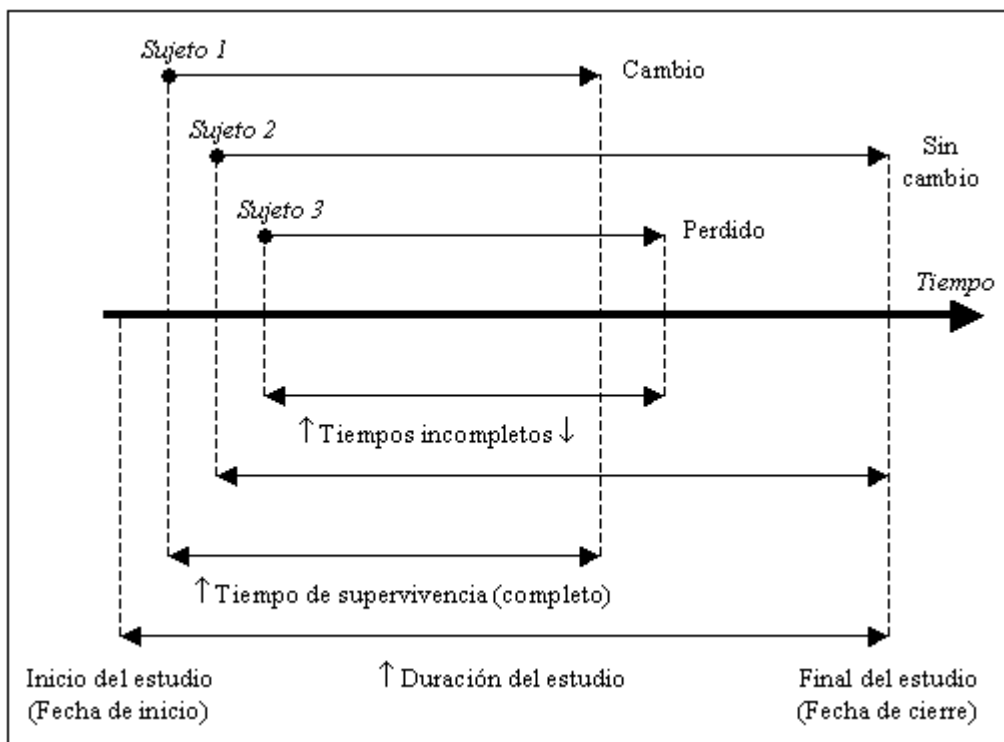 Sujeto 1
Cambio
Sujeto 2
Sin
cambio
Sujeto 3
Perdido
Tiempo
↑ Tiempos incompletos ↓
↑ Tiempo de supervivencia (completo)
Inicio del estudio
(Fecha de inicio)
↑ Duración del estudio
Final del estudio
(Fecha de cierre)